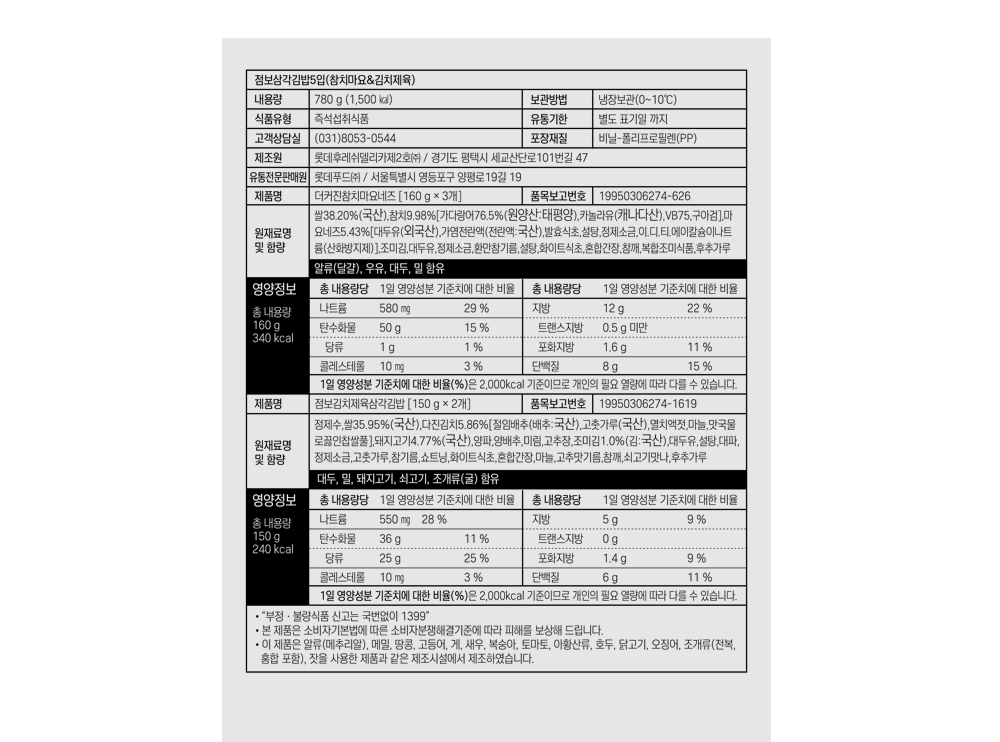 점보삼각김밥5입(참치마요&김치제육)
내용량 780 g (1,500 ㎉) 보관방법 냉장보관(0~10℃)
식품유형 즉석섭취식품 유통기한 별도 표기일 까지
고객상담실 (031)8053-0544 포장재질 비닐-폴리프로필렌(PP)
제조원 롯데후레쉬델리카제2호㈜ / 경기도 평택시 세교산단로101번길 47
유통전문판매원 롯데푸드㈜ / 서울특별시 영등포구 양평로19길 19
제품명 더커진참치마요네즈 [160 g × 3개] 품목보고번호 19950306274-626
원재료명 및 함량
쌀38.20%(국산),참치9.98%[가다랑어76.5%(원양산:태평양),카놀라유(캐나다산),VB75,구아검],마
요네즈5.43%[대두유(외국산),가염전란액(전란액:국산),발효식초,설탕,정제소금,이.디.티.에이칼슘이나트
륨(산화방지제)],조미김,대두유,정제소금,환만참기름,설탕,화이트식초,혼합간장,참깨,복합조미식품,후추가루
알류(달걀), 우유, 대두, 밀 함유
영양정보 총 내용량당 1일 영양성분 기준치에 대한 비율 총 내용량당 1일 영양성분 기준치에 대한 비율
총 내용량
160 g
340 kcal
나트륨 580 ㎎ 29 % 지방 12 g 22 %
탄수화물 50 g 15 % 트랜스지방 0.5 g 미만
당류 1 g 1 % 포화지방 1.6 g 11 %
콜레스테롤 10 ㎎ 3 % 단백질 8 g 15 %
1일 영양성분 기준치에 대한 비율(%)은 2,000kcal 기준이므로 개인의 필요 열량에 따라 다를 수 있습니다.
제품명 점보김치제육삼각김밥 [150 g × 2개] 품목보고번호 19950306274-1619
원재료명 및 함량
정제수,쌀35.95%(국산),다진김치5.86%[절임배추(배추:국산),고춧가루(국산),멸치액젓,마늘,맛국물
로끓인찹쌀풀],돼지고기4.77%(국산),양파,양배추,미림,고추장,조미김1.0%(김:국산),대두유,설탕,대파,
정제소금,고춧가루,참기름,쇼트닝,화이트식초,혼합간장,마늘,고추맛기름,참깨,쇠고기맛나,후추가루
대두, 밀, 돼지고기, 쇠고기, 조개류(굴) 함유
영양정보 총 내용량당 1일 영양성분 기준치에 대한 비율 총 내용량당 1일 영양성분 기준치에 대한 비율
총 내용량
150 g
240 kcal
나트륨 550 ㎎ 28 % 지방 5 g 9 %
탄수화물 36 g 11 % 트랜스지방 0 g
당류 25 g 25 % 포화지방 1.4 g 9 %
콜레스테롤 10 ㎎ 3 % 단백질 6 g 11 %
1일 영양성분 기준치에 대한 비율(%)은 2,000kcal 기준이므로 개인의 필요 열량에 따라 다를 수 있습니다.
• "부정 · 불량식품 신고는 국번없이 1399"
• 본 제품은 소비자기본법에 따른 소비자분쟁해결기준에 따라 피해를 보상해 드립니다.
• 이 제품은 알류(메추리알), 메밀, 땅콩, 고등어, 게, 새우, 복숭아, 토마토, 아황산류, 호두, 닭고기, 오징어, 조개류(전복,
홍합 포함), 잣을 사용한 제품과 같은 제조시설에서 제조하였습니다.